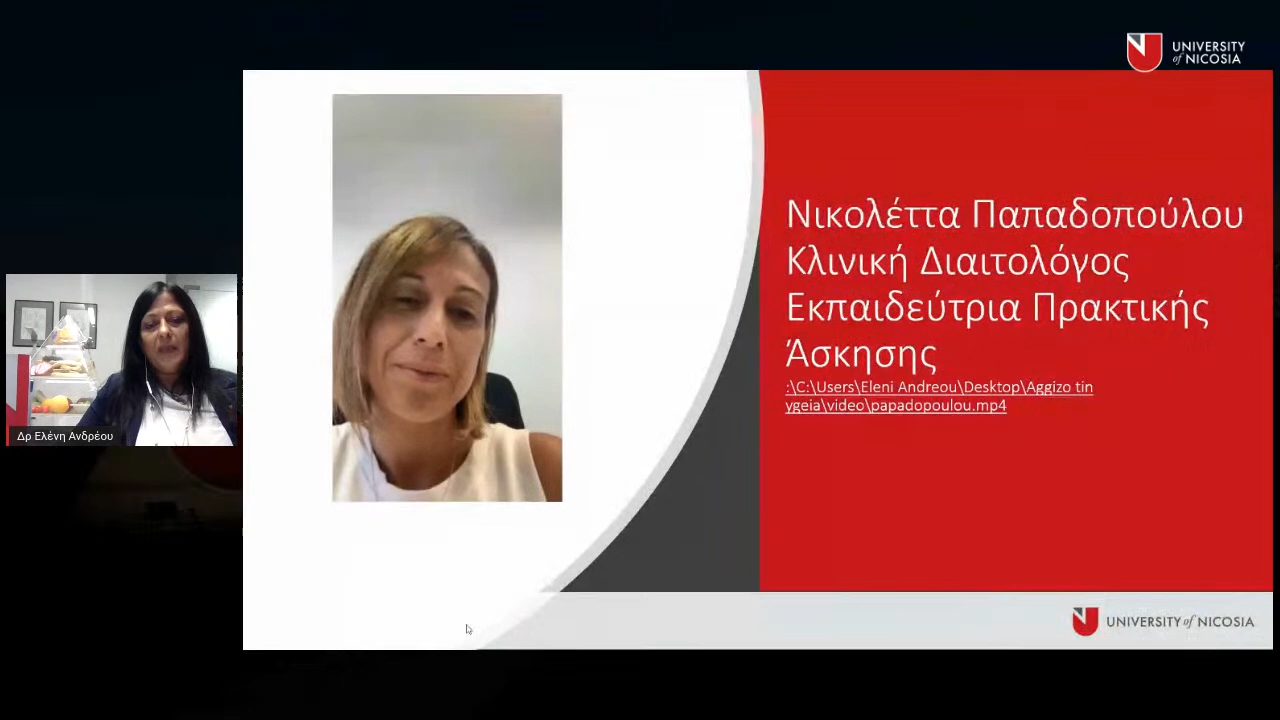 UNIVERSITY
of NICOSIA
Νικολέττα Παπαδοπούλου
Κλινική Διαιτολόγος
Εκπαιδεύτρια Πρακτικής
Άσκησης
:\C:\Users\Eleni Andreou\Desktop\Aggizo tin
ygeia\video\papadopoulou.mp4
Δρ Ελένη Ανδρέου
UNIVERSITY of NICOSIA